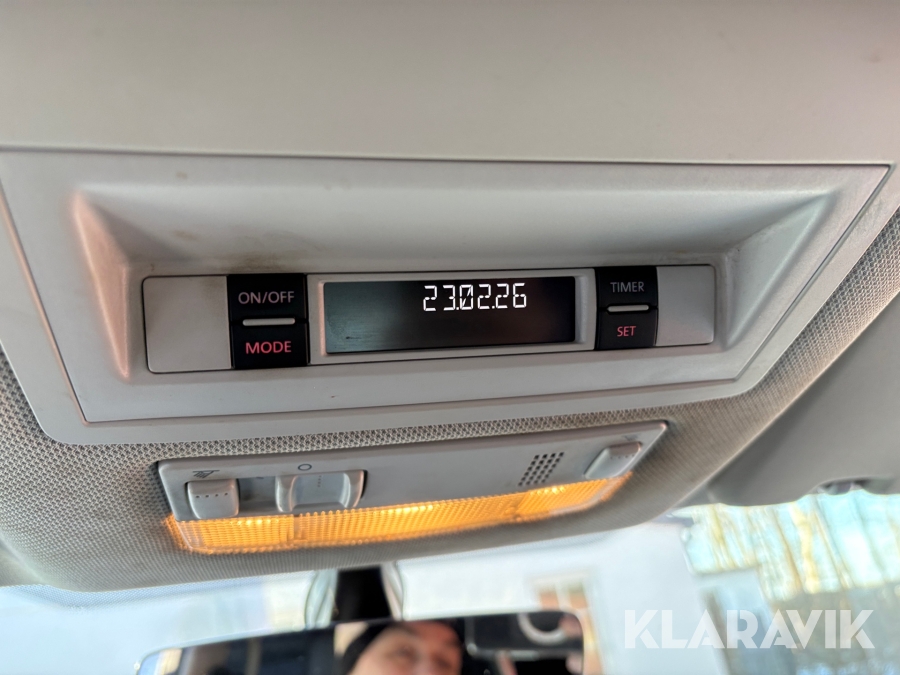 ON/OFF
MODE
23.02.26
TIMER
SET
KLARAVIK